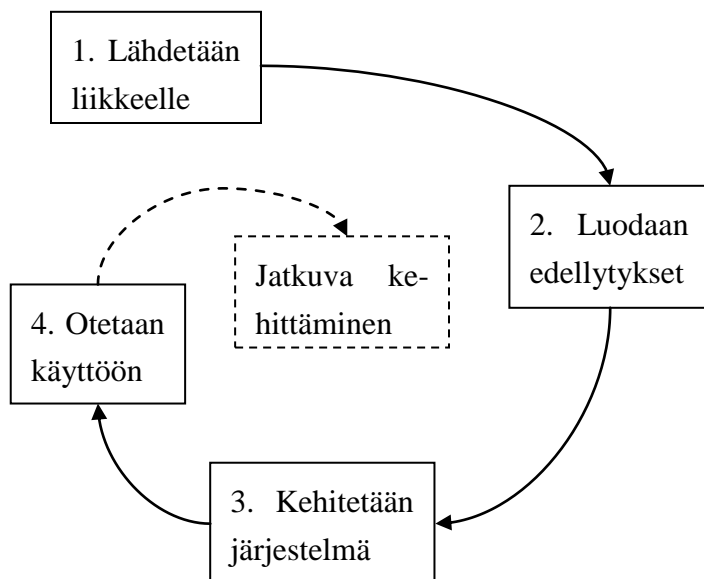 1. Lähdetään
liikkeelle
2. Luodaan
edellytykset
Jatkuva ke-
hittäminen
4. Otetaan
käyttöön
3. Kehitetään
järjestelmä